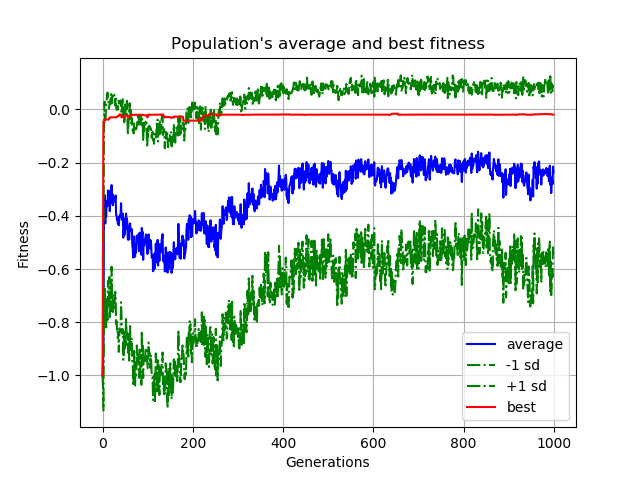 Population's average and best fitness
Fitness
0.0
−0.2
−0.4
−0.6
−0.8
−1.0
0
200
400
600
800
1000
Generations
average
-1 sd
+1 sd
best